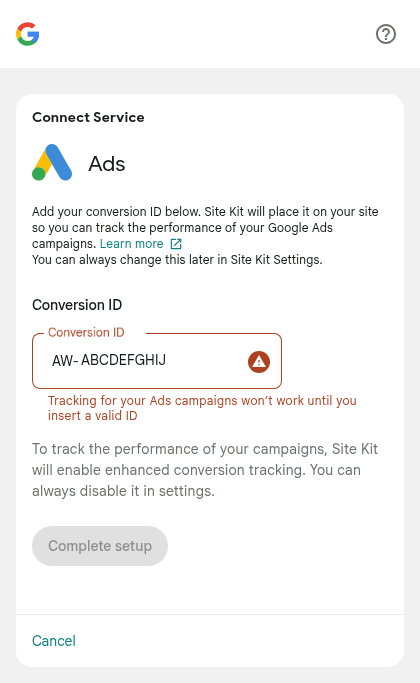 Connect Service
Ads
Add your conversion ID below. Site Kit will place it on your site
so you can track the performance of your Google Ads
campaigns. Learn more
You can always change this later in Site Kit Settings.
Conversion ID
Conversion ID
AW- ABCDEFGHIJ
Tracking for your Ads campaigns won’t work until you
insert a valid ID
To track the performance of your campaigns, Site Kit
will enable enhanced conversion tracking. You can
always disable it in settings.
Complete setup
Cancel